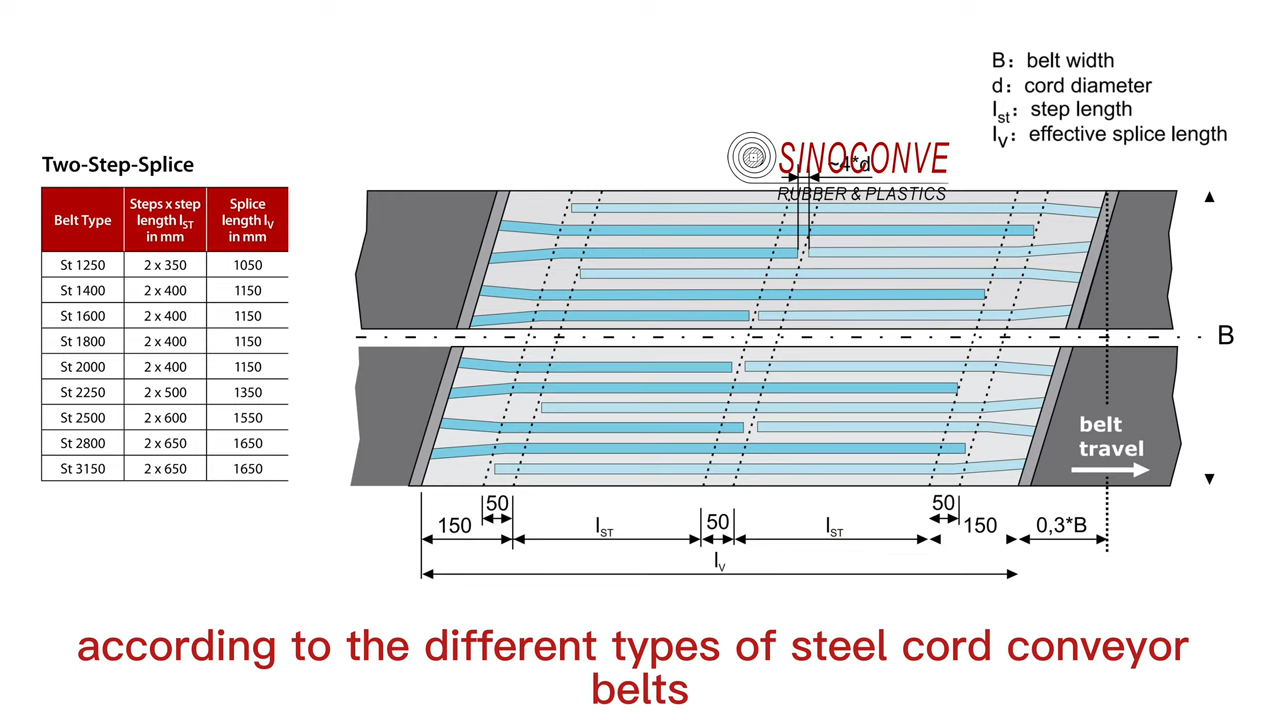 B: belt width
d: cord diameter
lst: step length
lV: effective splice length
SINOCONVE
~4*d
RUBBER & PLASTICS
Two-Step-Splice
Belt Type Steps x step length lST in mm Splice length lV in mm
St 1250 2 x 350 1050
St 1400 2 x 400 1150
St 1600 2 x 400 1150
St 1800 2 x 400 1150
St 2000 2 x 400 1150
St 2250 2 x 500 1350
St 2500 2 x 600 1550
St 2800 2 x 650 1650
St 3150 2 x 650 1650
B
belt
travel
50 50
150 lST 50 lST 150 0,3*B
lV
according to the different types of steel cord conveyor
belts